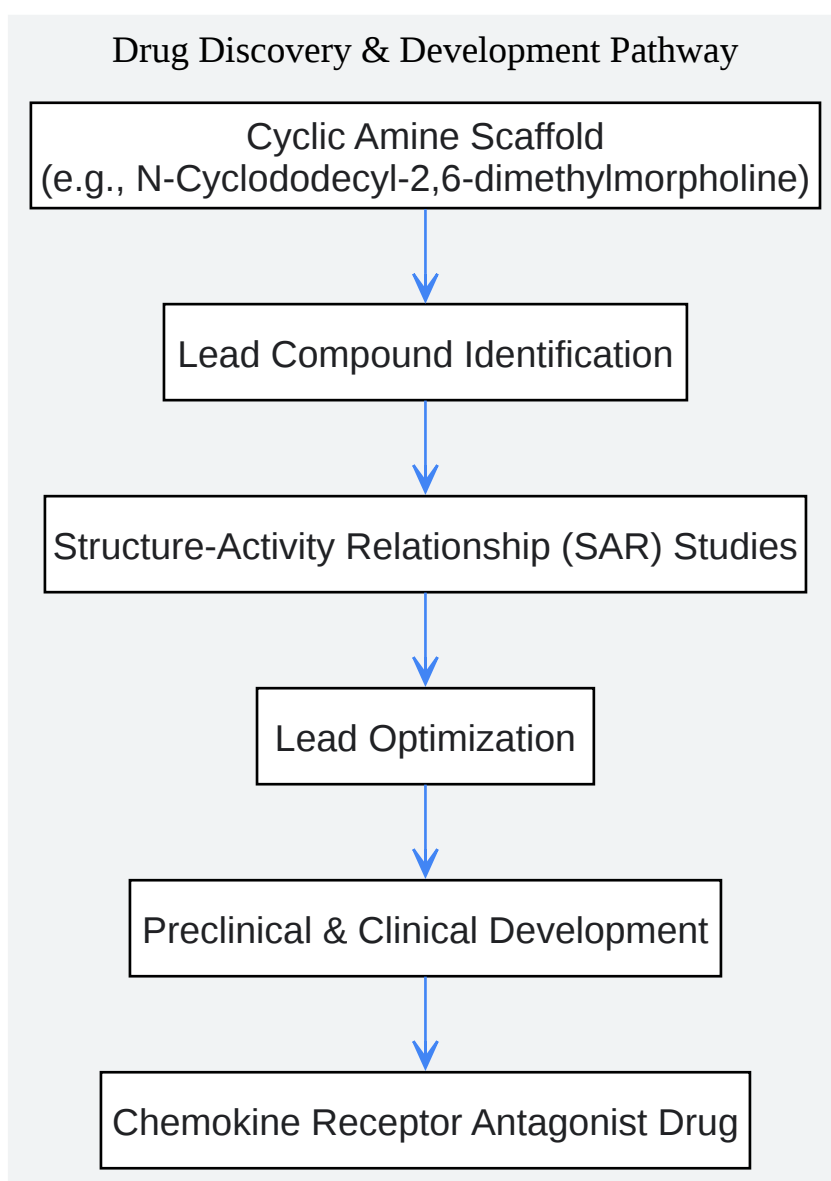 Drug Discovery & Development Pathway
Cyclic Amine Scaffold
(e.g., N-Cyclododecyl-2,6-dimethylmorpholine)
Lead Compound Identification
Structure-Activity Relationship (SAR) Studies
Lead Optimization
Preclinical & Clinical Development
Chemokine Receptor Antagonist Drug